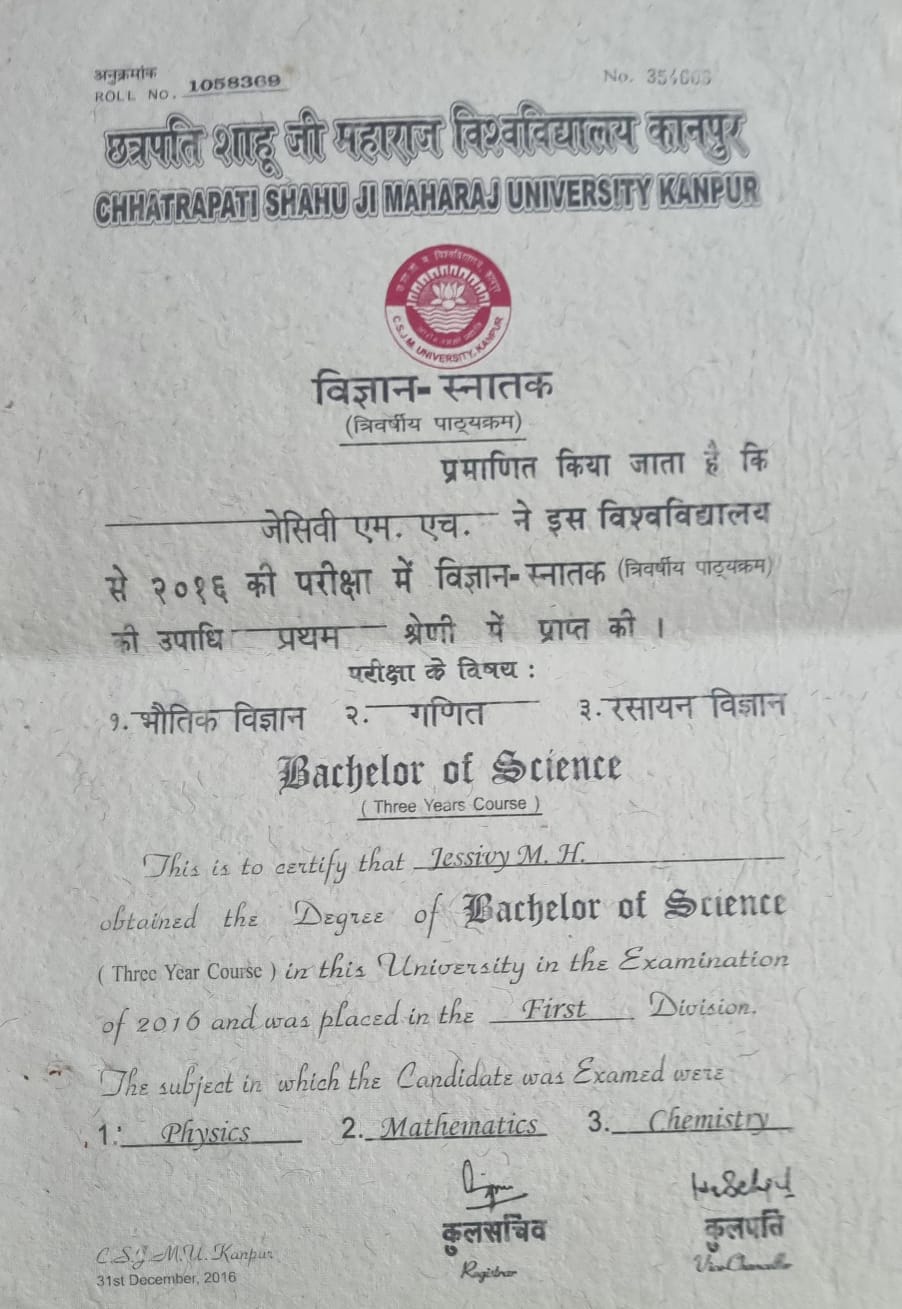 अनुक्रमांक
ROLL NO. 1058369
No.
छत्रपति शाहू जी महाराज विश्वविद्यालय कानपुर
CHHATRAPATI SHAHU JI MAHARAJ UNIVERSITY KANPUR
C.S.J.M. UNIVERSITY, KANPUR
विज्ञान-स्नातक
(त्रिवर्षीय पाठ्यक्रम)
प्रमाणित किया जाता है कि
जेसिवी एम. एच. ने इस विश्वविद्यालय
से २०१६ की परीक्षा में विज्ञान-स्नातक (त्रिवर्षीय पाठ्यक्रम)
की उपाधि प्रथम श्रेणी में प्राप्त की ।
परीक्षा के विषय :
१. भौतिक विज्ञान २. गणित ३. रसायन विज्ञान
Bachelor of Science
( Three Years Course )
This is to certify that Jessivy M. H.
obtained the Degree of Bachelor of Science
( Three Year Course ) in this University in the Examination
of 2016 and was placed in the First Division.
The subject in which the Candidate was Examed were
1. Physics 2. Mathematics 3. Chemistry
कुलसचिव कुलपति
Registrar Vice Chancellor
C.S.J.M.U. Kanpur
31st December, 2016